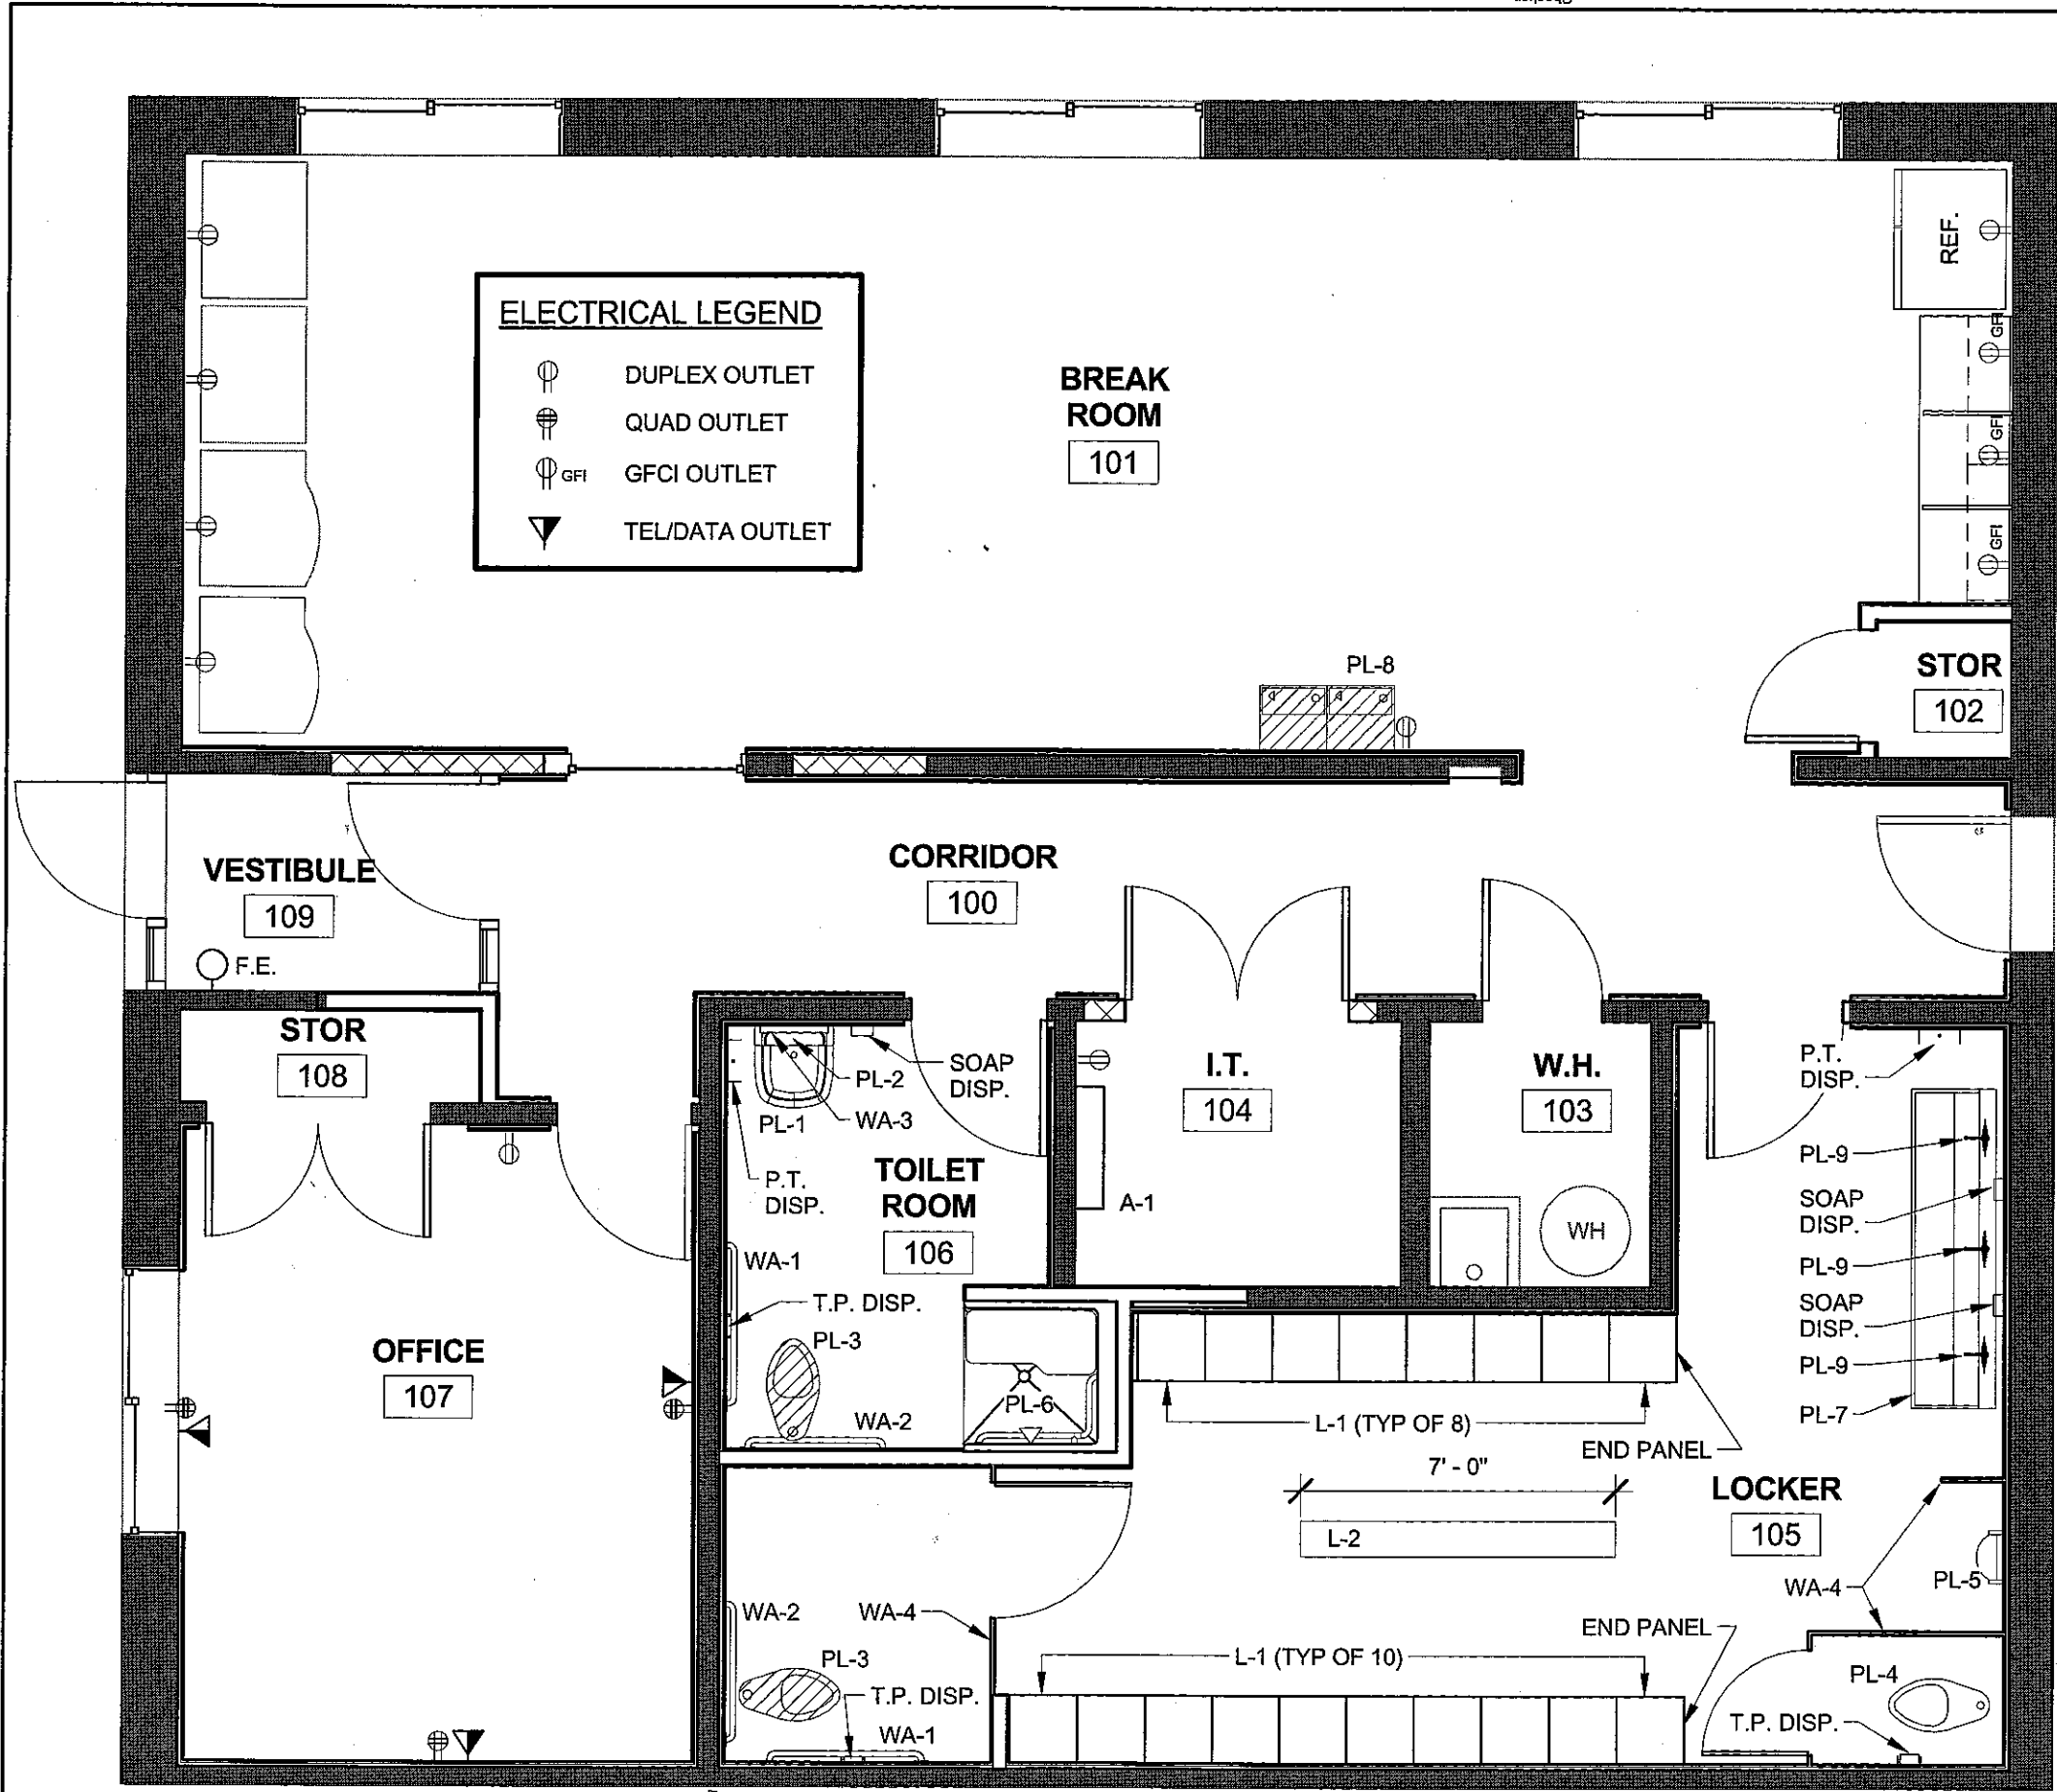 ELECTRICAL LEGEND
DUPLEX OUTLET
QUAD OUTLET
GFI
GFCI OUTLET
TEL/DATA OUTLET
BREAK
ROOM
101
REF.
GFI
GFI
GFI
PL-8
STOR
102
VESTIBULE
109
F.E.
CORRIDOR
100
STOR
108
SOAP
DISP.
PL-2
WA-3
PL-1
P.T.
DISP.
TOILET
ROOM
106
I.T.
104
A-1
W.H.
103
WH
P.T.
DISP.
PL-9
SOAP
DISP.
PL-9
SOAP
DISP.
PL-9
PL-7
WA-1
T.P. DISP.
PL-3
WA-2
PL-6
OFFICE
107
L-1 (TYP OF 8)
END PANEL
7' - 0"
L-2
LOCKER
105
WA-4
PL-5
WA-2
WA-4
PL-3
T.P. DISP.
WA-1
END PANEL
L-1 (TYP OF 10)
PL-4
T.P. DISP.